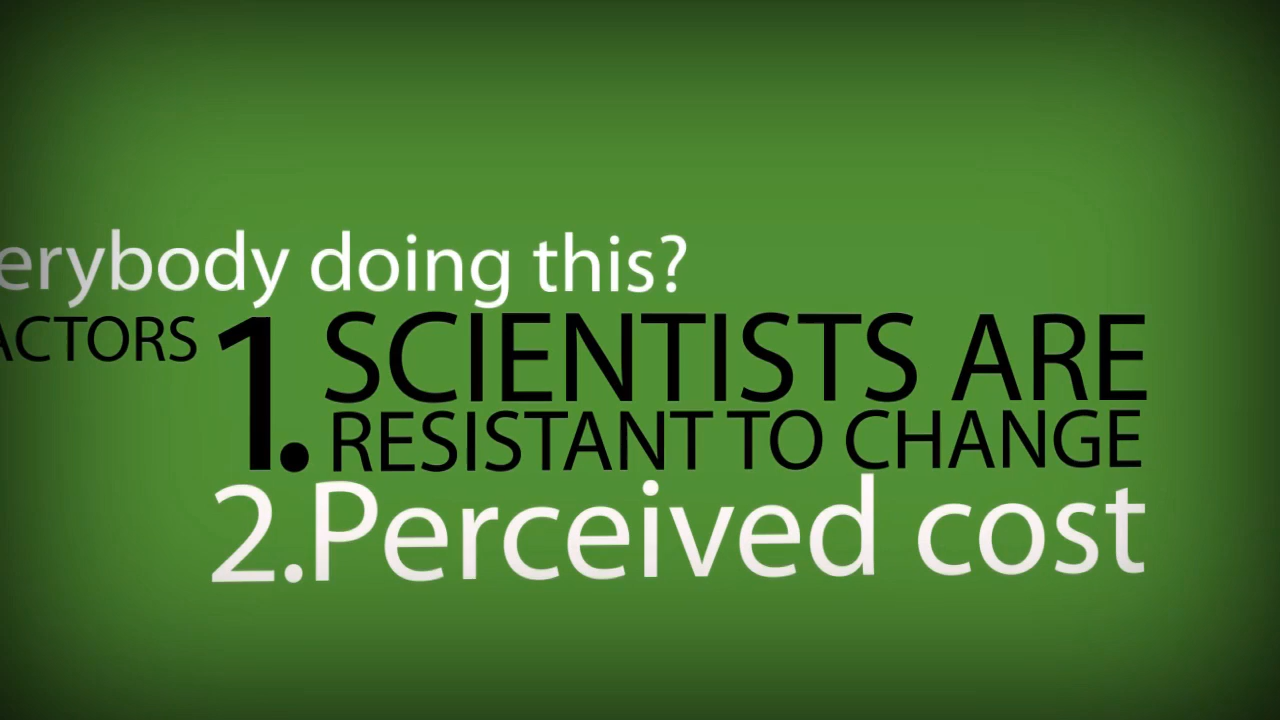 erybody doing this?
ACTORS 1. SCIENTISTS ARE
RESISTANT TO CHANGE
2.Perceived cost